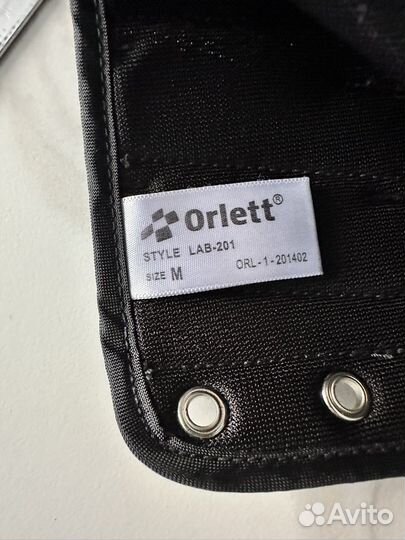 Orlett®
STYLE LAB-201
SIZE M ORL-1-201402
Avito